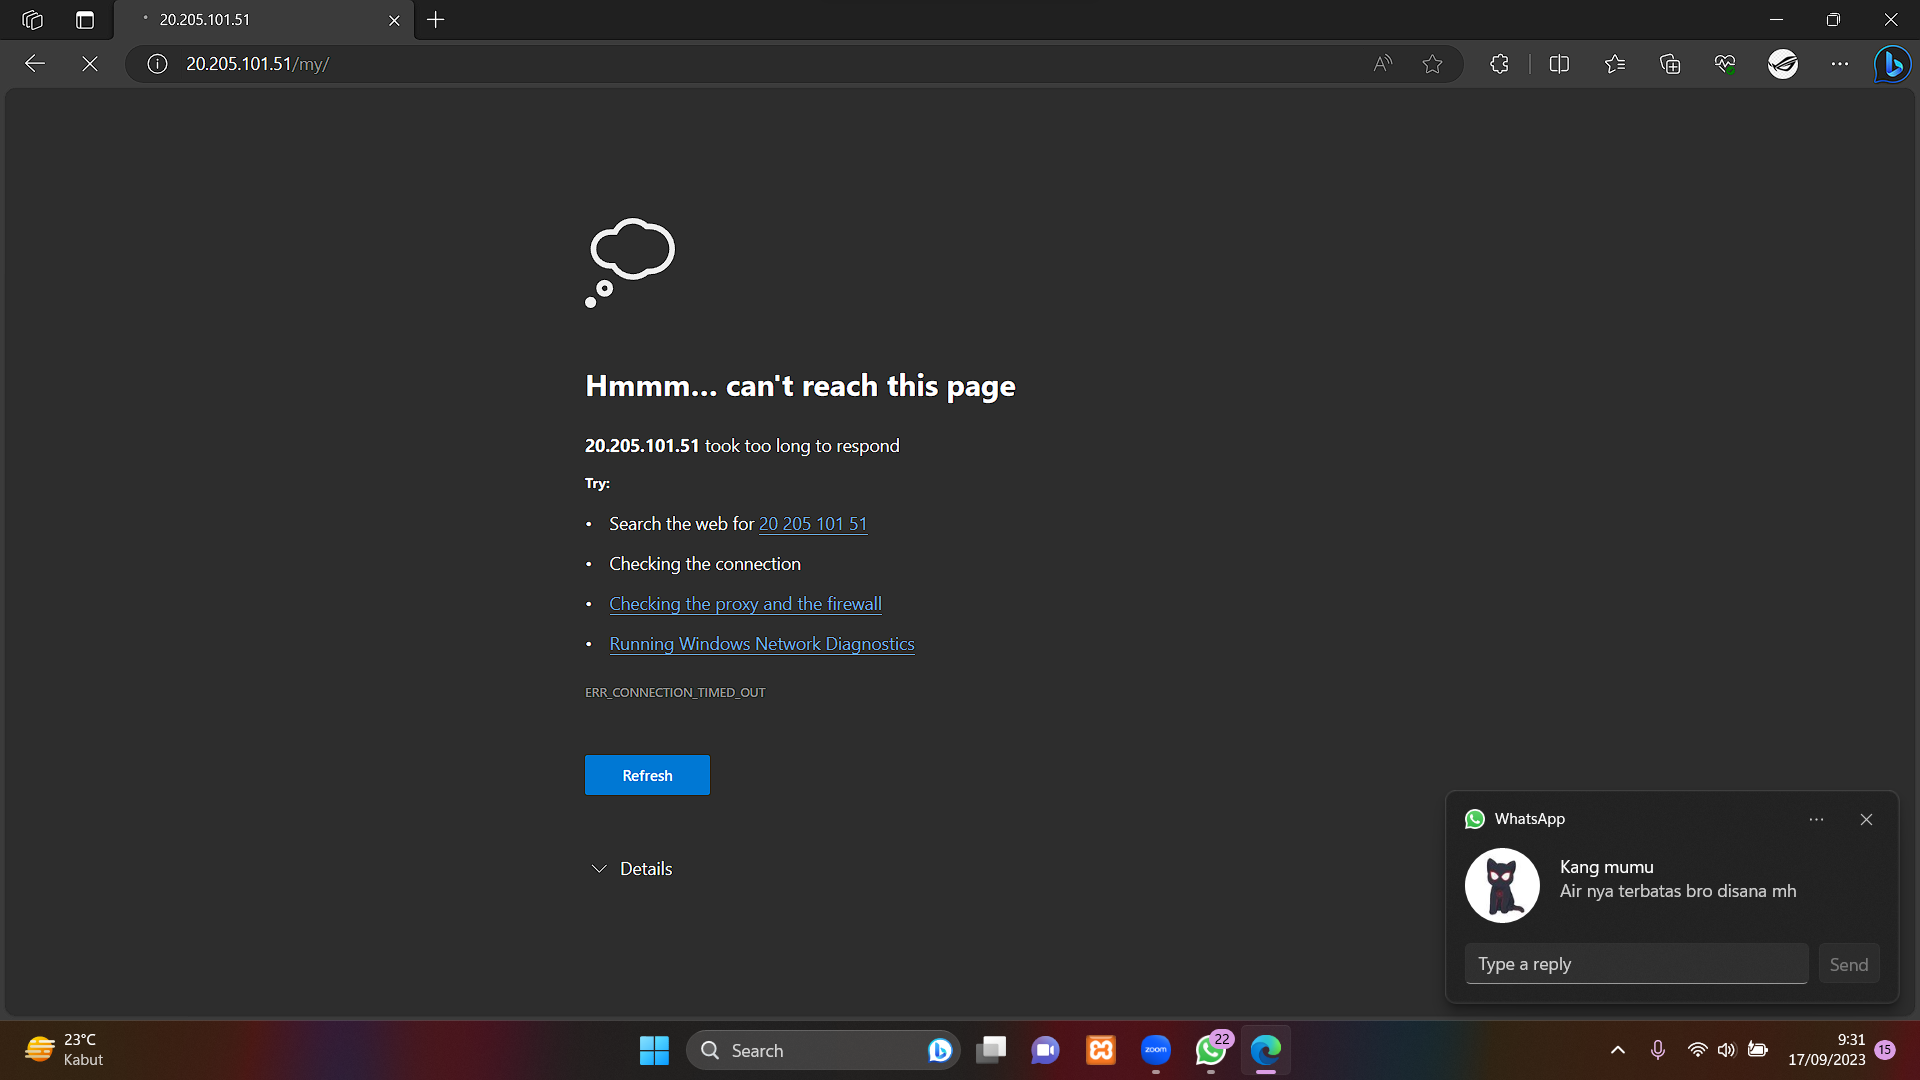 20.205.101.51
20.205.101.51/my/
Hmmm... can't reach this page
20.205.101.51 took too long to respond
Try:
• Search the web for 20 205 101 51
• Checking the connection
• Checking the proxy and the firewall
• Running Windows Network Diagnostics
ERR_CONNECTION_TIMED_OUT
Refresh
Details
WhatsApp
Kang mumu
Air nya terbatas bro disana mh
Type a reply
Send
23°C
Kabut
Search
zoom
22
9:31
17/09/2023
15